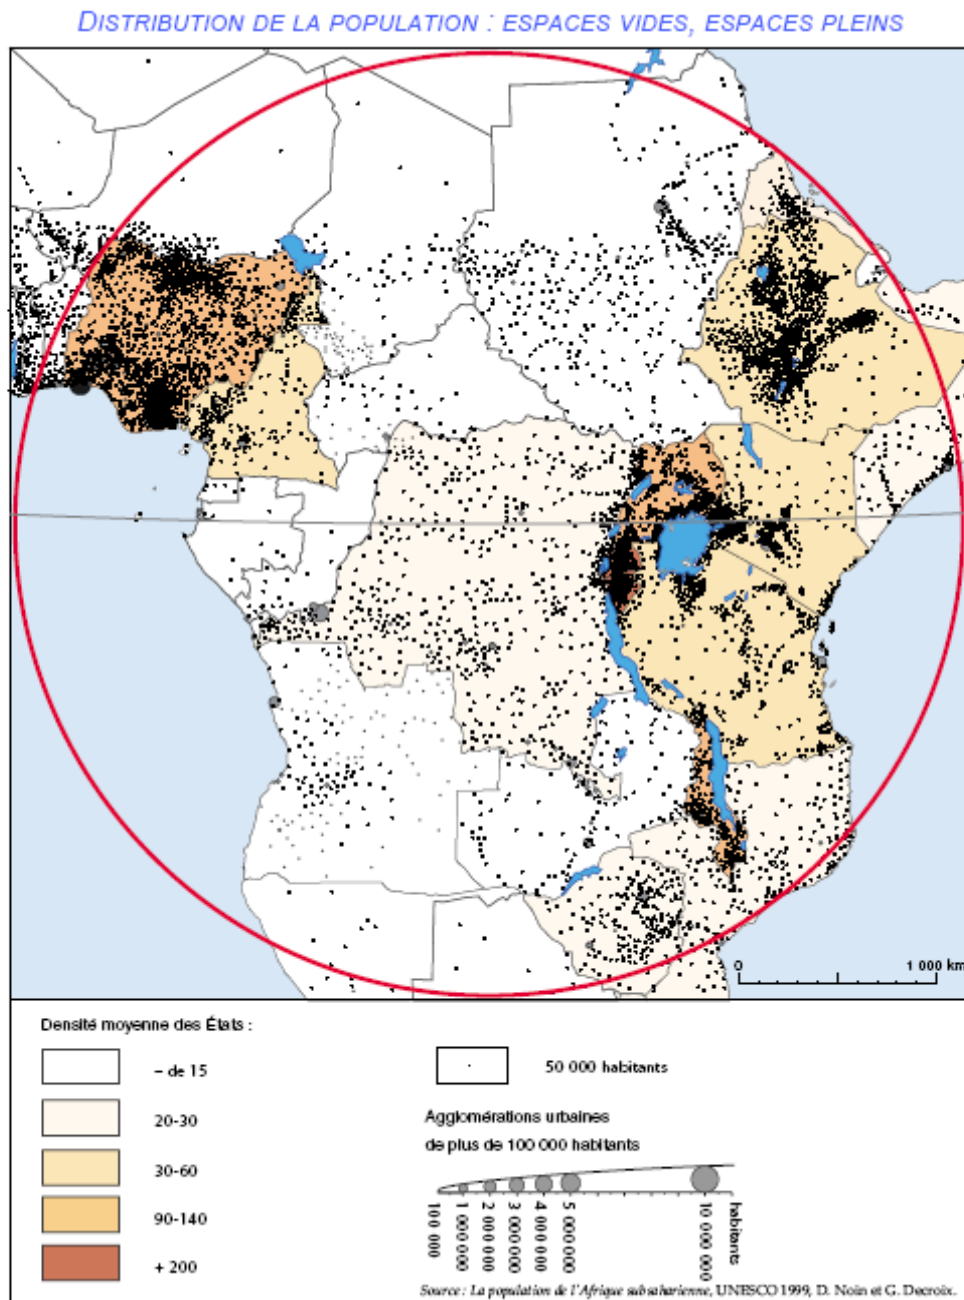 DISTRIBUTION DE LA POPULATION : ESPACES VIDES, ESPACES PLEINS
0
1 000 km
Densité moyenne des États :
– de 15
20-30
30-60
90-140
+ 200
50 000 habitants
Agglomérations urbaines
de plus de 100 000 habitants
100 000
1 000 000
2 000 000
3 000 000
4 000 000
5 000 000
10 000 000
habitants
Source : La population de l'Afrique subsaharienne, UNESCO 1999, D. Noin et G. Decroix.